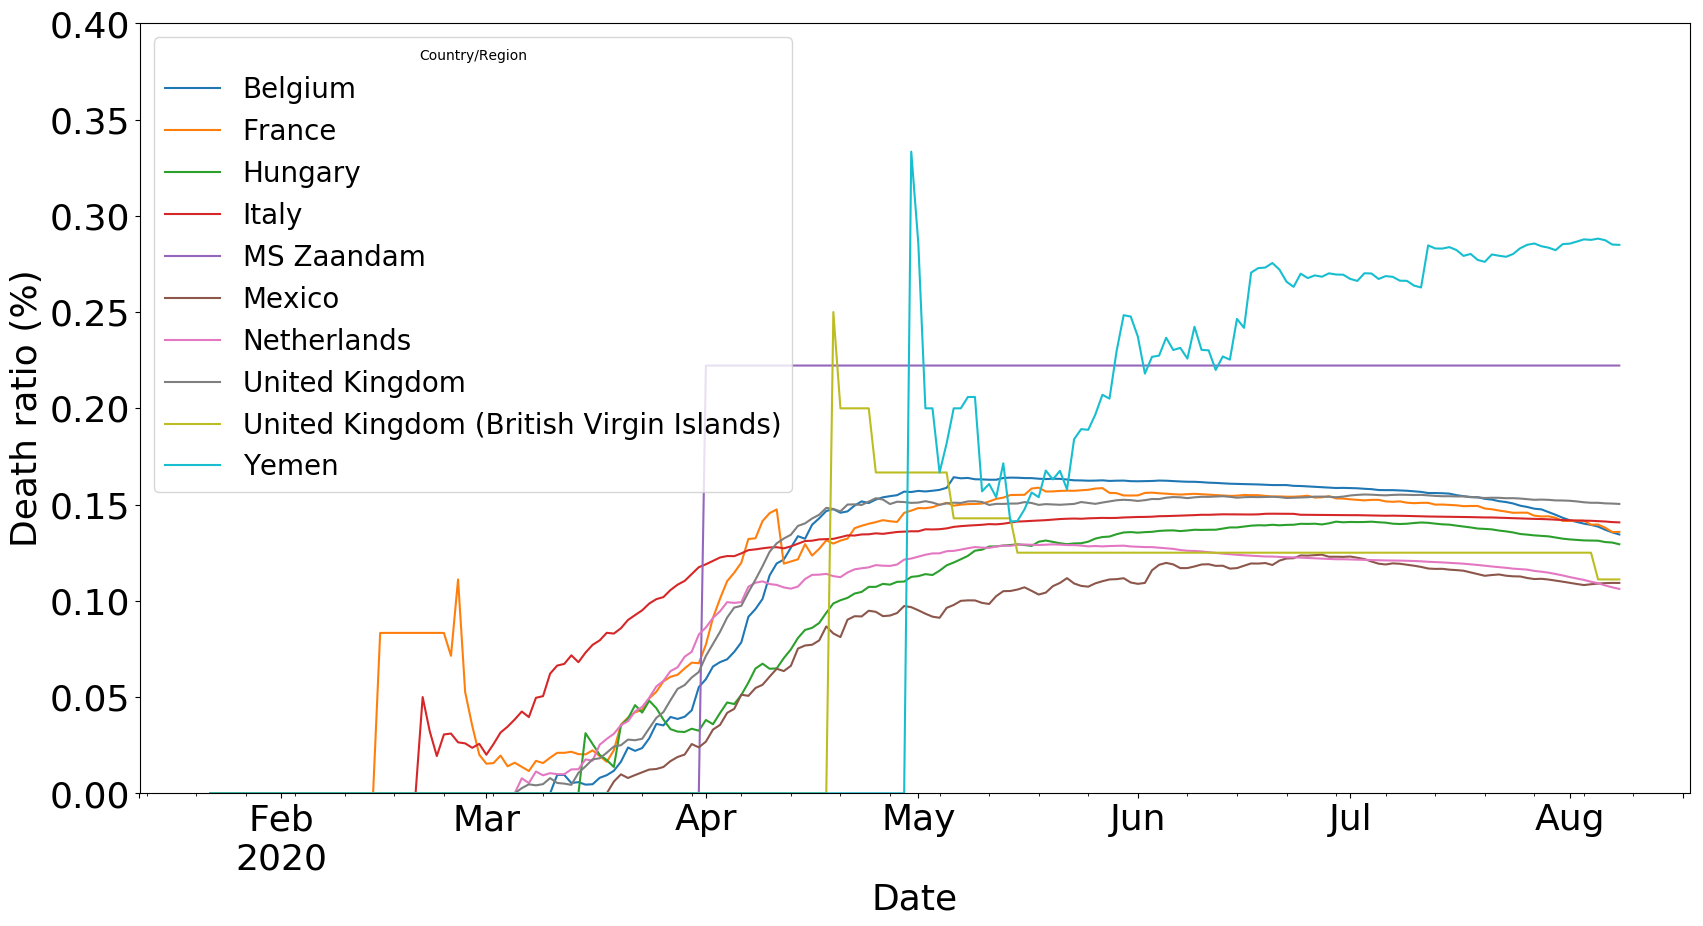 0.40
0.35
0.30
0.25
0.20
0.15
0.10
0.05
0.00
Death ratio (%)
Country/Region
Belgium
France
Hungary
Italy
MS Zaandam
Mexico
Netherlands
United Kingdom
United Kingdom (British Virgin Islands)
Yemen
Feb Mar Apr May Jun Jul Aug
2020
Date